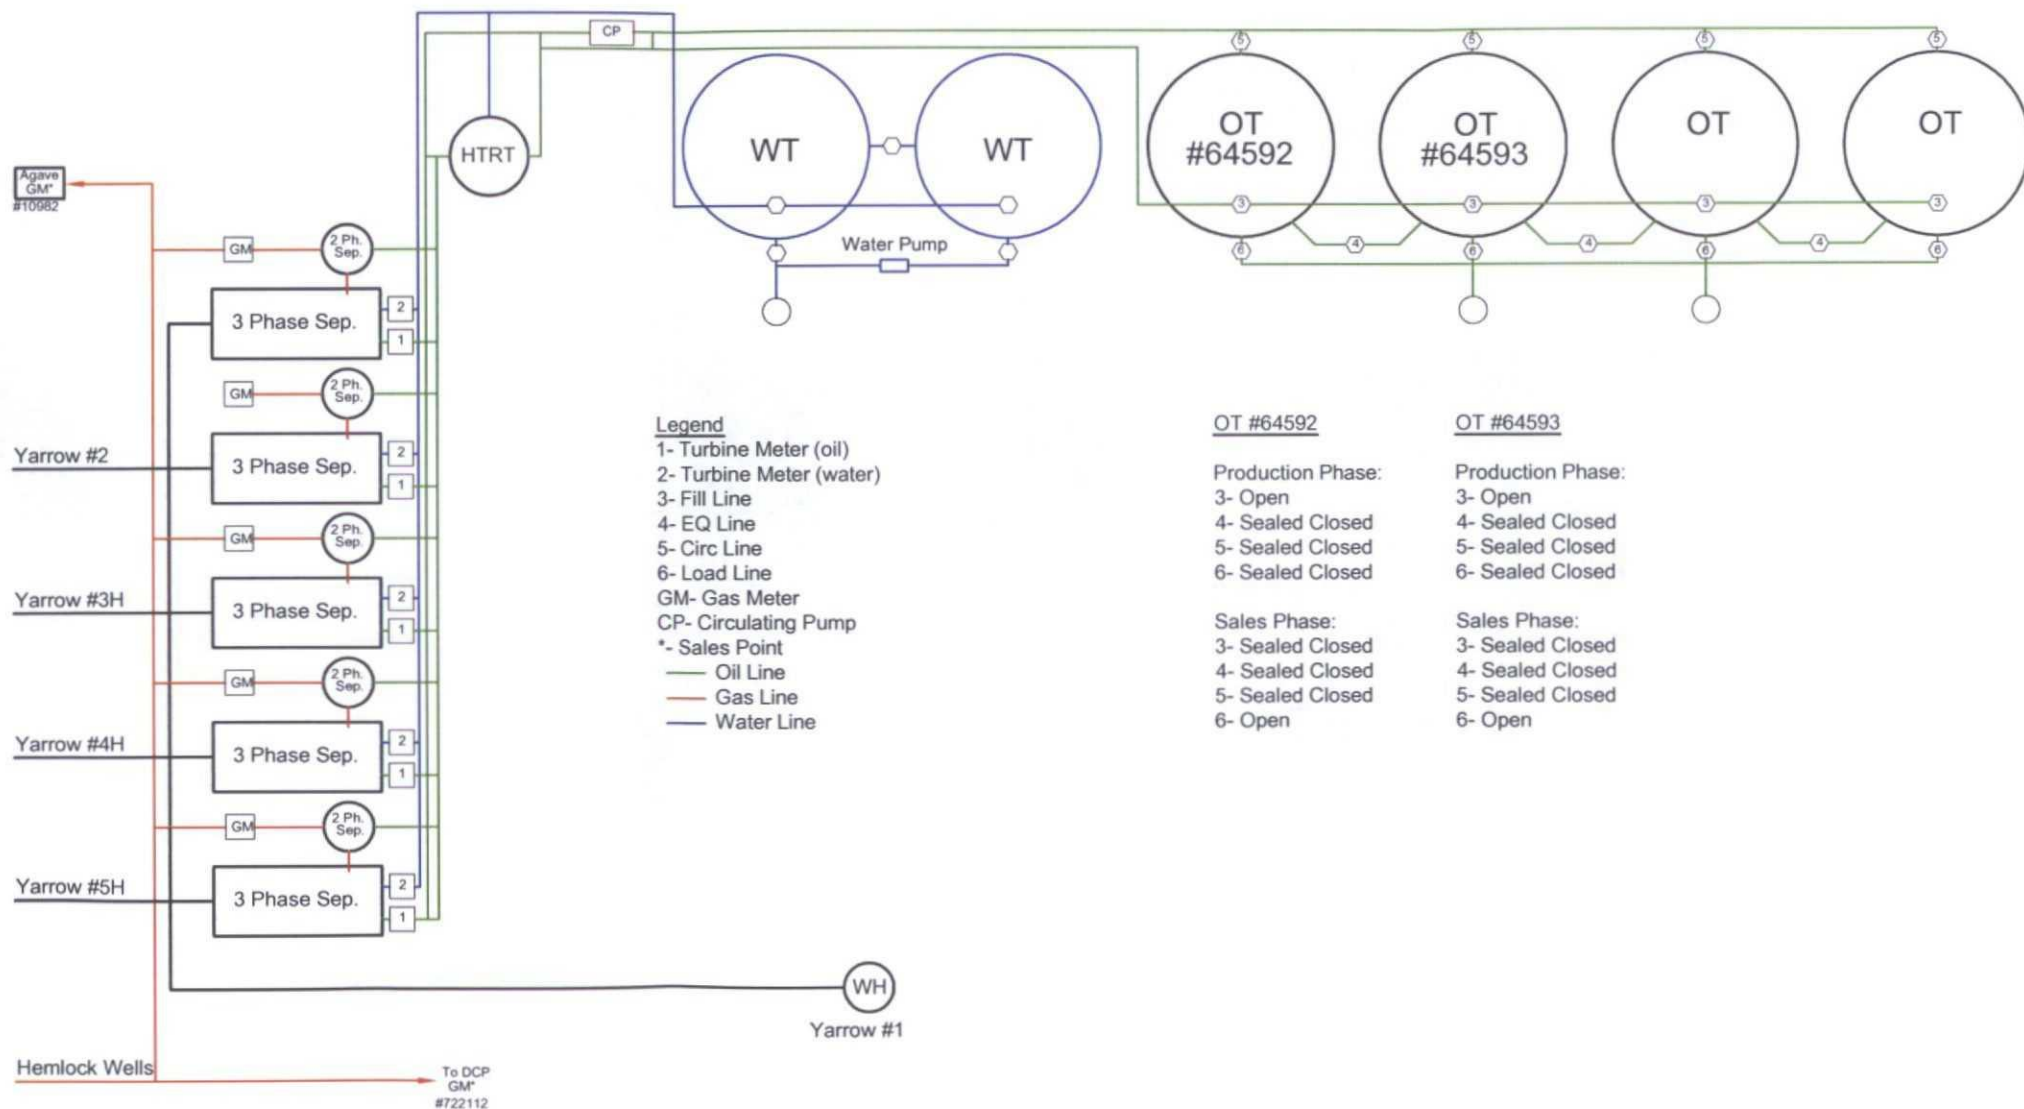 CP
5
5
5
5
HTRT
WT
WT
OT
#64592
OT
#64593
OT
OT
Agave
GM*
#10982
3
3
3
3
GM
2 Ph.
Sep.
Water Pump
4
4
4
6
6
6
6
3 Phase Sep.
2
1
GM
2 Ph.
Sep.
Yarrow #2
3 Phase Sep.
2
1
GM
2 Ph.
Sep.
Yarrow #3H
3 Phase Sep.
2
1
GM
2 Ph.
Sep.
Yarrow #4H
3 Phase Sep.
2
1
GM
2 Ph.
Sep.
Yarrow #5H
3 Phase Sep.
2
1
WH
Yarrow #1
Hemlock Wells
To DCP
GM*
#722112
Legend
1- Turbine Meter (oil)
2- Turbine Meter (water)
3- Fill Line
4- EQ Line
5- Circ Line
6- Load Line
GM- Gas Meter
CP- Circulating Pump
*- Sales Point
Oil Line
Gas Line
Water Line
OT #64592
Production Phase:
3- Open
4- Sealed Closed
5- Sealed Closed
6- Sealed Closed
Sales Phase:
3- Sealed Closed
4- Sealed Closed
5- Sealed Closed
6- Open
OT #64593
Production Phase:
3- Open
4- Sealed Closed
5- Sealed Closed
6- Sealed Closed
Sales Phase:
3- Sealed Closed
4- Sealed Closed
5- Sealed Closed
6- Open